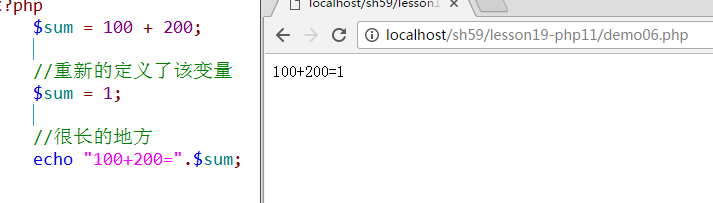 <?php
$sum = 100 + 200;
//重新的定义了该变量
$sum = 1;
//很长的地方
echo "100+200=".$sum;
localhost/sh59/lesson1
localhost/sh59/lesson19-php11/demo06.php
100+200=1